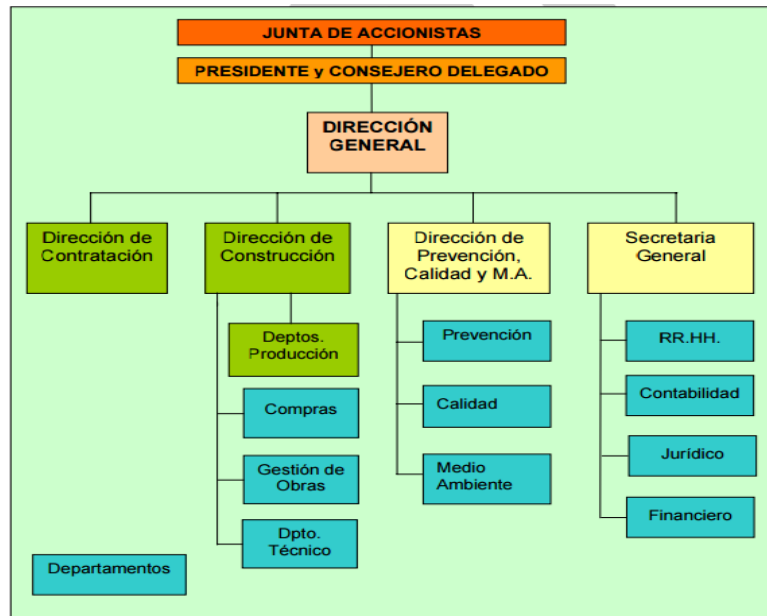 JUNTA DE ACCIONISTAS
PRESIDENTE y CONSEJERO DELEGADO
DIRECCIÓN
GENERAL
Dirección de
Contratación
Dirección de
Construcción
Dirección de
Prevención,
Calidad y M.A.
Secretaria
General
Deptos.
Producción
Compras
Gestión de
Obras
Dpto.
Técnico
Prevención
Calidad
Medio
Ambiente
RR.HH.
Contabilidad
Jurídico
Financiero
Departamentos